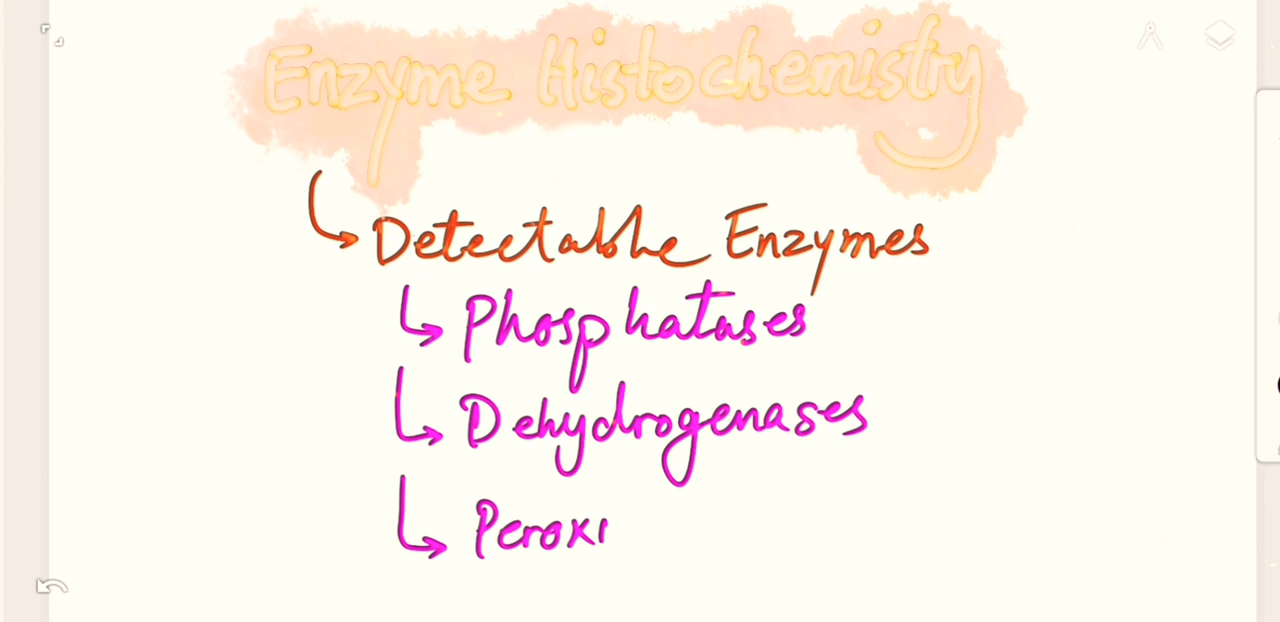 Enzyme Histochemistry
Detectable Enzymes
Phosphatases
Dehydrogenases
Peroxi